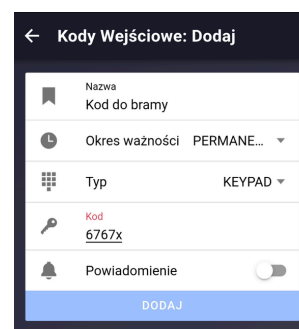 Kody Wejściowe: Dodaj
Nazwa
Kod do bramy
Okres ważności PERMANE...
Typ KEYPAD
Kod
6767x
Powiadomienie
DODAJ